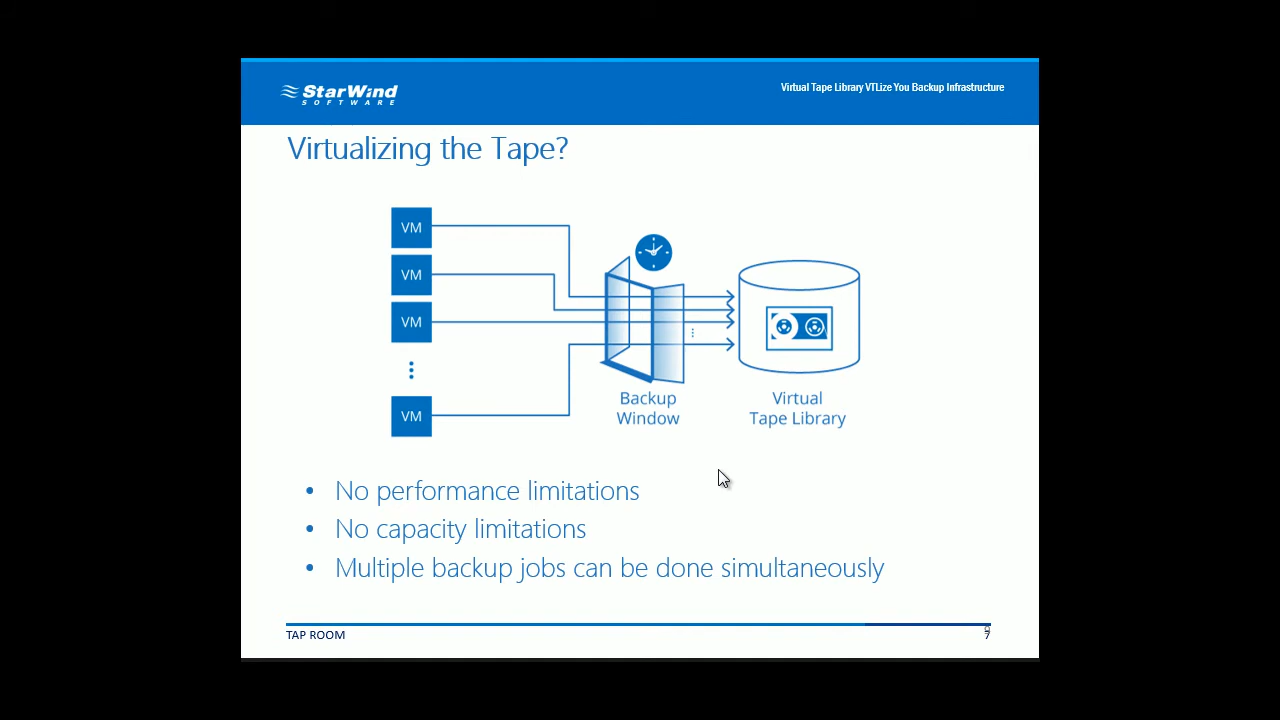 StarWind
SOFTWARE
Virtual Tape Library VTLize You Backup Infrastructure
Virtualizing the Tape?
VM
VM
VM
VM
Backup
Window
Virtual
Tape Library
• No performance limitations
• No capacity limitations
• Multiple backup jobs can be done simultaneously
TAP ROOM
7